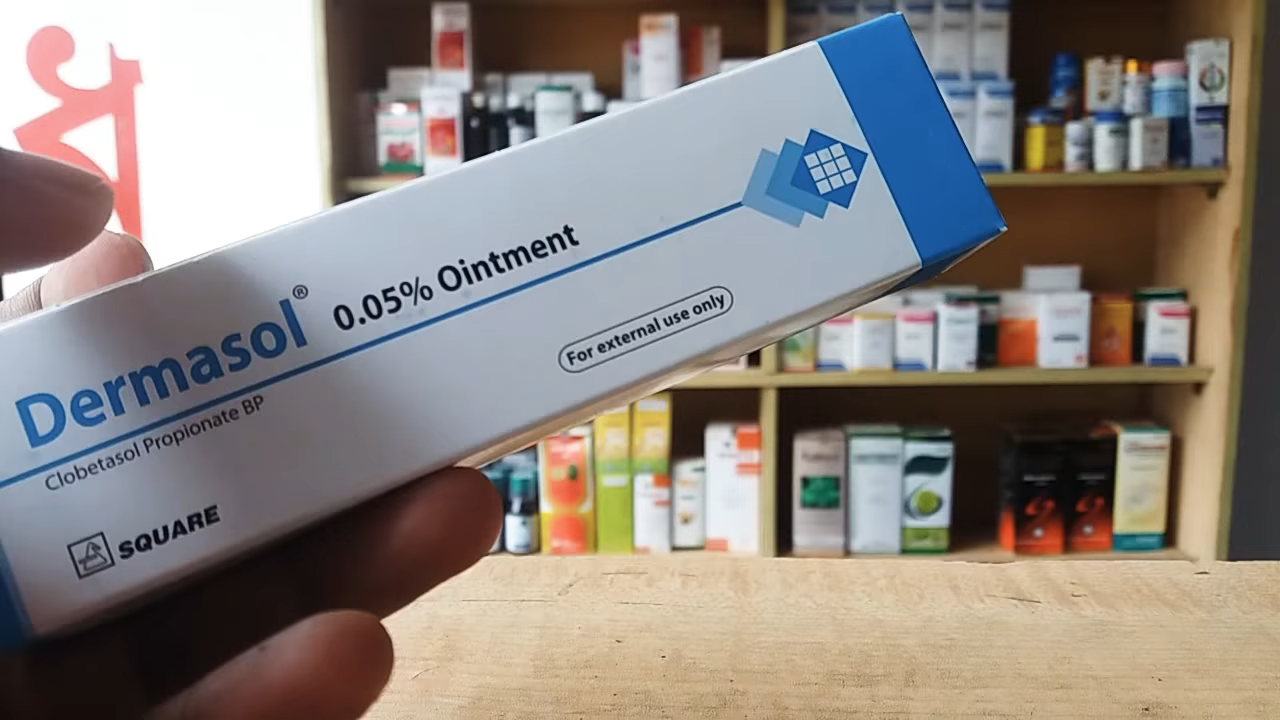 Dermasol® 0.05% Ointment
Clobetasol Propionate BP
For external use only
SQUARE